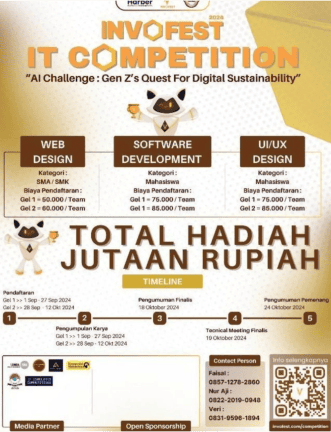 Harber
2024
INVOFEST
IT COMPETITION
"AI Challenge : Gen Z's Quest For Digital Sustainability"
WEB
DESIGN
Kategori :
SMA / SMK
Biaya Pendaftaran :
Gel 1 = 50.000 / Team
Gel 2 = 60.000 / Team
SOFTWARE
DEVELOPMENT
Kategori :
Mahasiswa
Biaya Pendaftaran :
Gel 1 = 75.000 / Team
Gel 2 = 85.000 / Team
UI/UX
DESIGN
Kategori :
Mahasiswa
Biaya Pendaftaran :
Gel 1 = 75.000 / Team
Gel 2 = 85.000 / Team
TOTAL HADIAH
JUTAAN RUPIAH
TIMELINE
Pendaftaran
Gel 1 >> 1 Sep - 27 Sep 2024
Gel 2 >> 28 Sep - 12 Okt 2024
Pengumuman Finalis
18 Oktober 2024
Pengumuman Pemenang
24 Oktober 2024
1
2
3
4
5
Pengumpulan Karya
Gel 1 >> 1 Sep - 27 Sep 2024
Gel 2 >> 28 Sep - 12 Okt 2024
Tecnical Meeting Finalis
19 Oktober 2024
Contact Person
Faisal :
0857-1278-2860
Nur Aji :
0822-2019-0948
Veri :
0831-9596-1894
Info selengkapnya
invofest.com/competition
Media Partner
Open Sponsorship